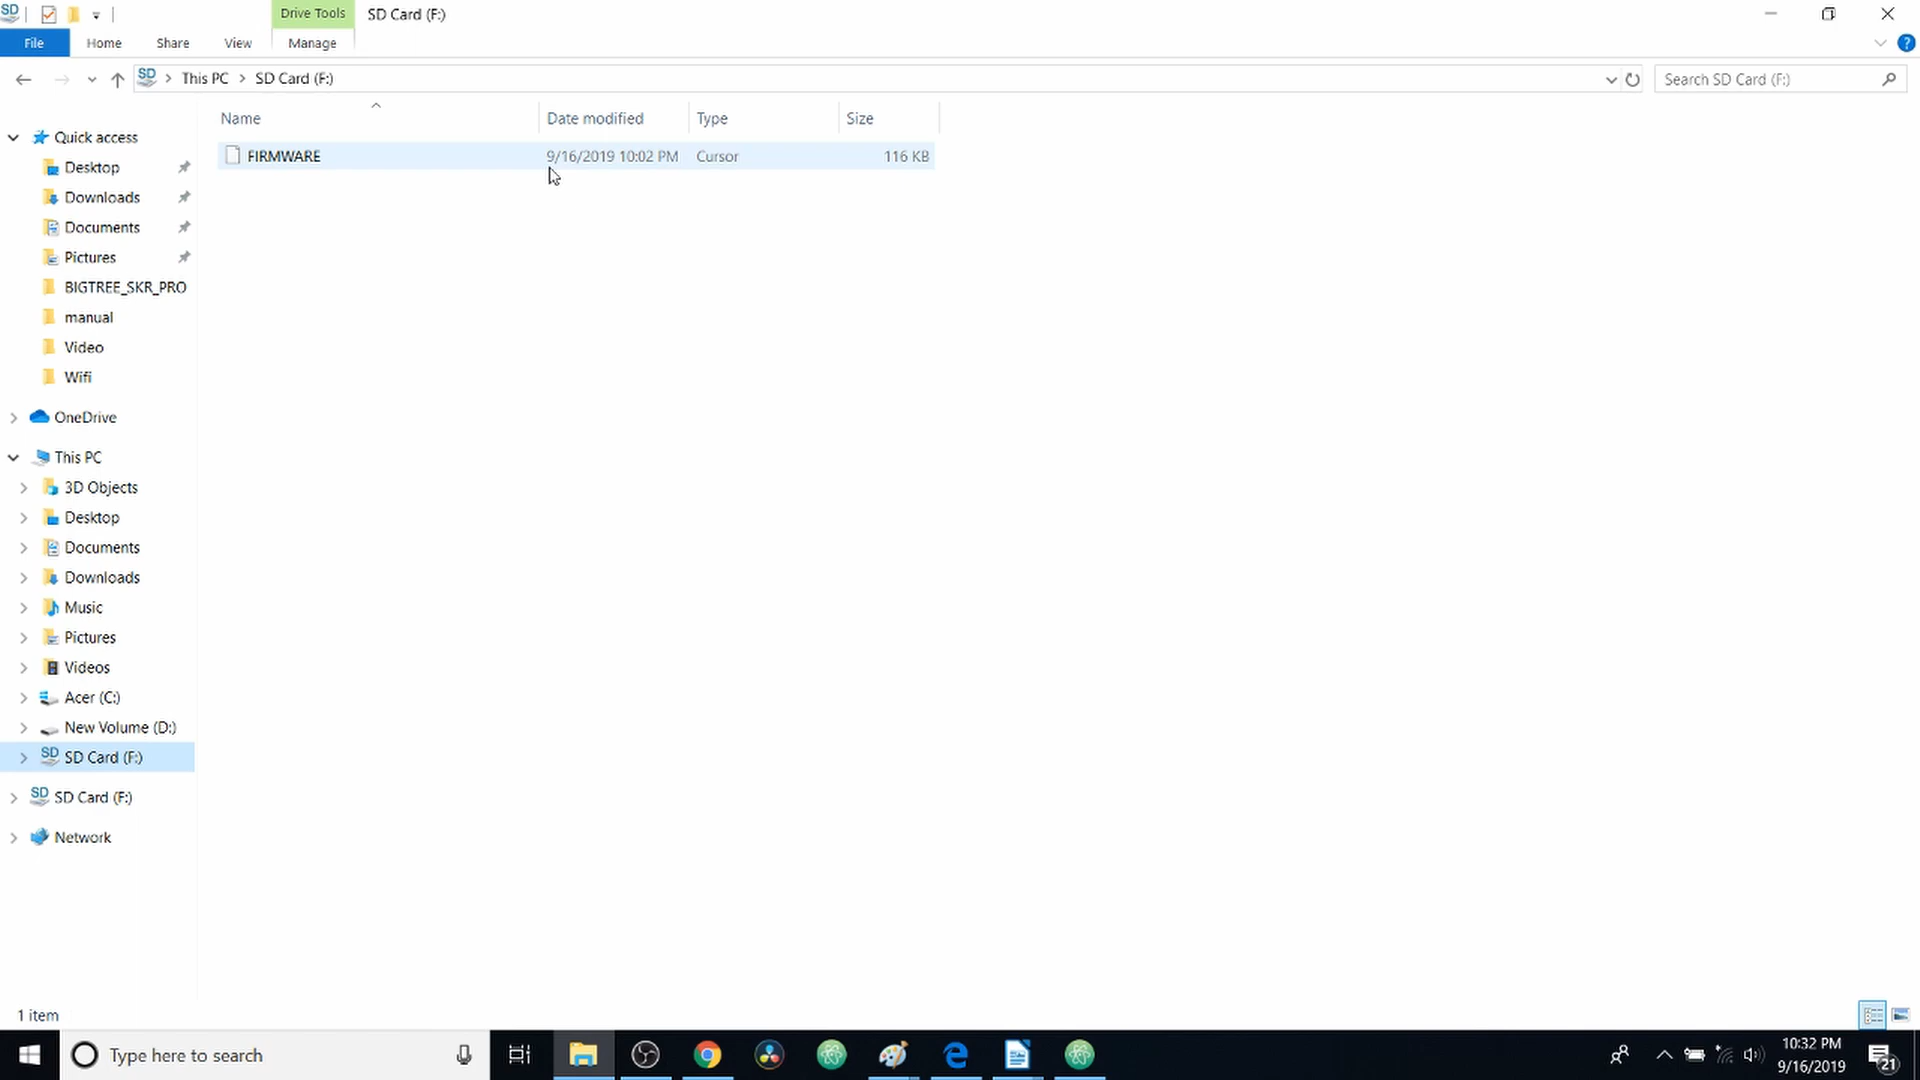 SD
Drive Tools
SD Card (F:)
File
Home
Share
View
Manage
?
SD
This PC
SD Card (F:)
Search SD Card (F:)
Name
Date modified
Type
Size
FIRMWARE
9/16/2019 10:02 PM
Cursor
116 KB
Quick access
Desktop
Downloads
Documents
Pictures
BIGTREE_SKR_PRO
manual
Video
Wifi
OneDrive
This PC
3D Objects
Desktop
Documents
Downloads
Music
Pictures
Videos
Acer (C:)
New Volume (D:)
SD SD Card (F:)
SD SD Card (F:)
Network
1 item
Type here to search
10:32 PM
9/16/2019
21